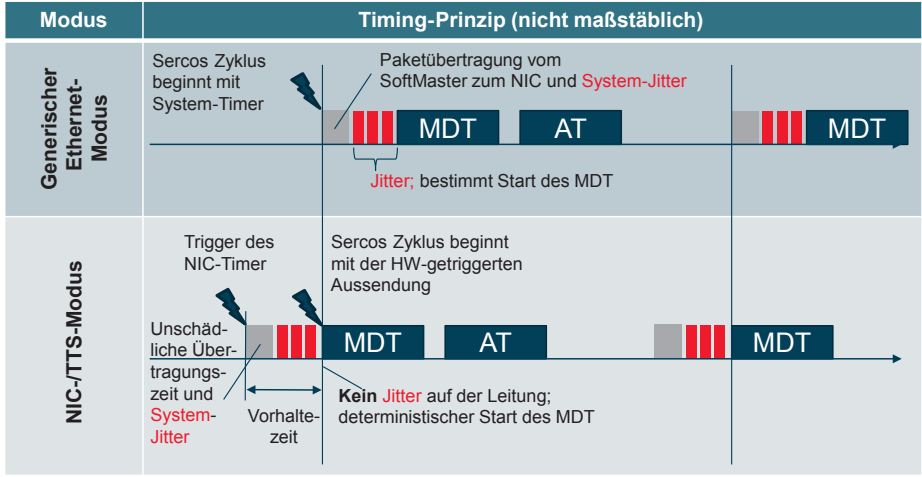 Modus
Timing-Prinzip (nicht maßstäblich)
Generischer
Ethernet-
Modus
Sercos Zyklus
beginnt mit
System-Timer
Paketübertragung vom
SoftMaster zum NIC und System-Jitter
MDT
AT
MDT
Jitter; bestimmt Start des MDT
NIC-/TTS-Modus
Trigger des
NIC-Timer
Sercos Zyklus beginnt
mit der HW-getriggerten
Aussendung
Unschäd-
liche Über-
tragungs-
zeit und
System-
Jitter
MDT
AT
MDT
Vorhalte-
zeit
Kein Jitter auf der Leitung;
deterministischer Start des MDT